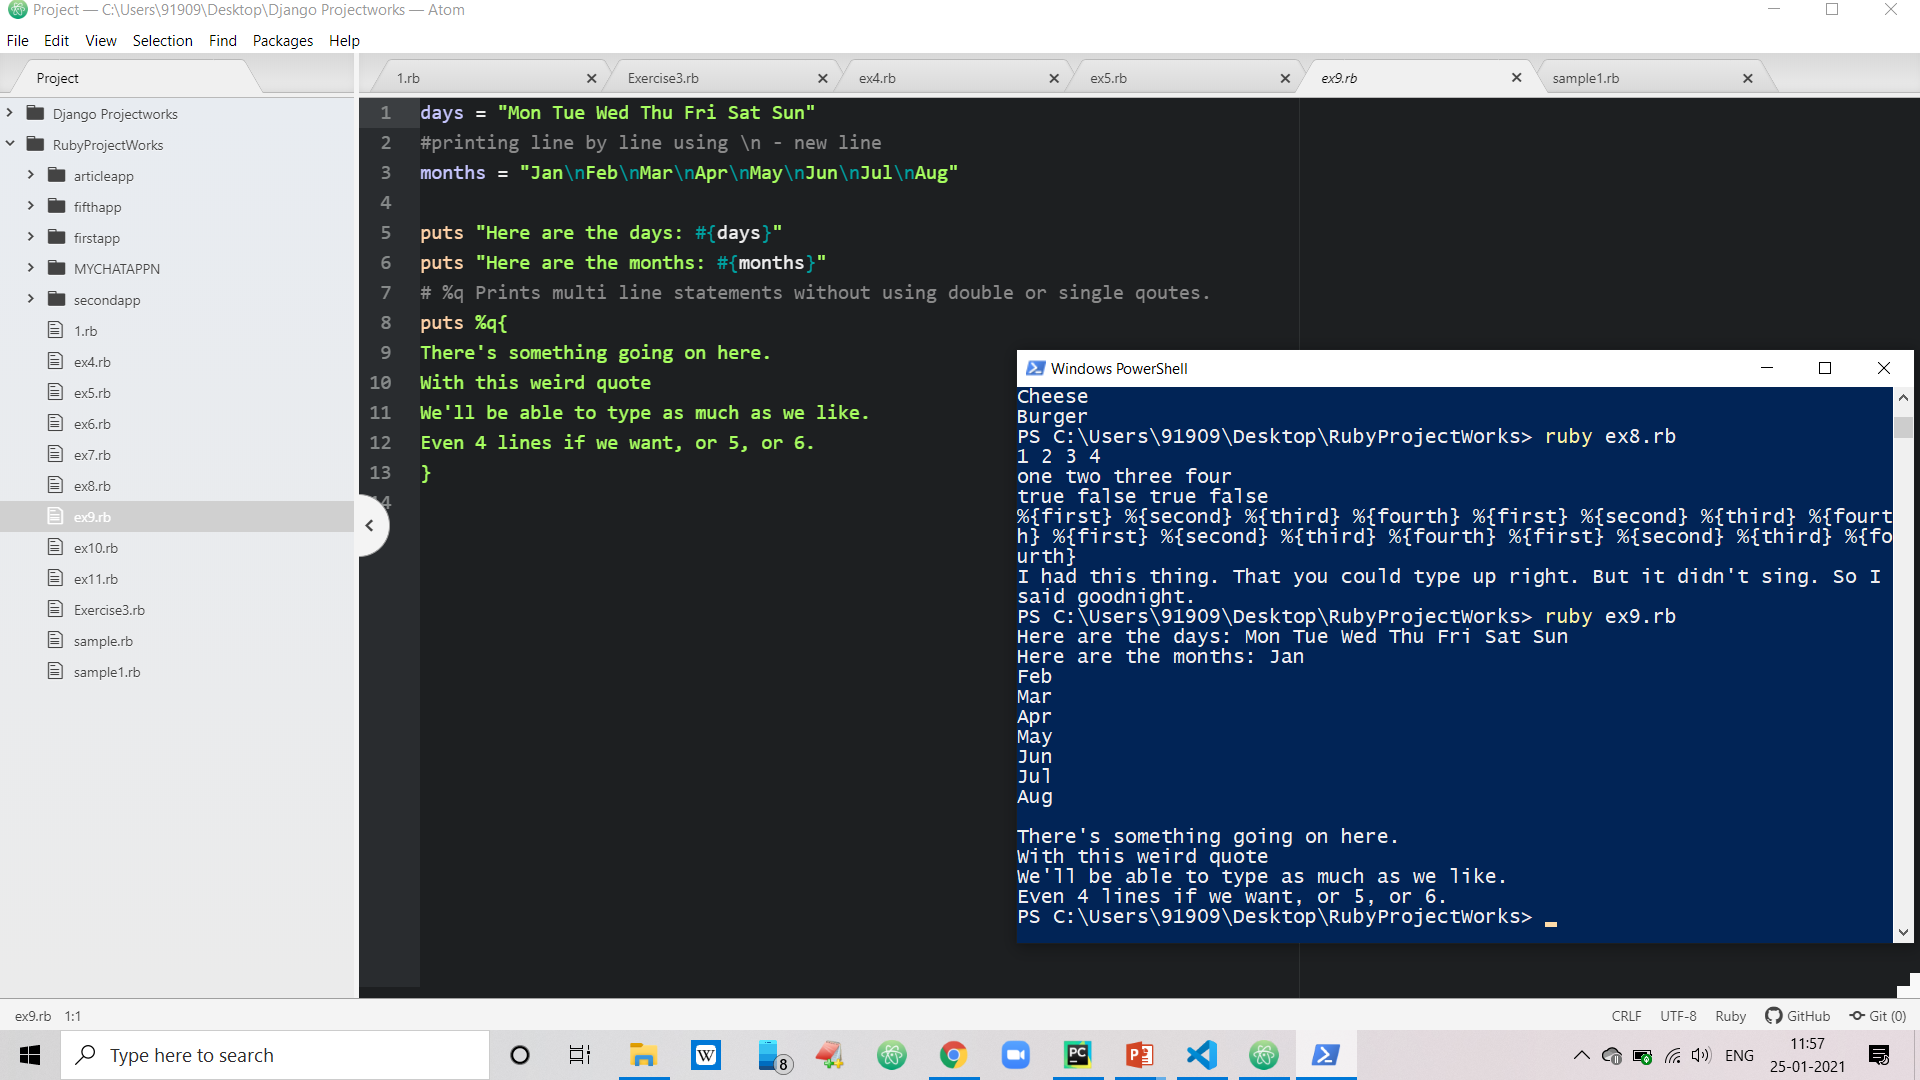 Project — C:\Users\91909\Desktop\Django Projectworks — Atom
File Edit View Selection Find Packages Help
Project
1.rb
Exercise3.rb
ex4.rb
ex5.rb
ex9.rb
sample1.rb
Django Projectworks
RubyProjectWorks
articleapp
fifthapp
firstapp
MYCHATAPPN
secondapp
1.rb
ex4.rb
ex5.rb
ex6.rb
ex7.rb
ex8.rb
ex9.rb
ex10.rb
ex11.rb
Exercise3.rb
sample.rb
sample1.rb
1 days = "Mon Tue Wed Thu Fri Sat Sun"
2 #printing line by line using \n - new line
3 months = "Jan\nFeb\nMar\nApr\nMay\nJun\nJul\nAug"
4
5 puts "Here are the days: #{days}"
6 puts "Here are the months: #{months}"
7 # %q Prints multi line statements without using double or single qoutes.
8 puts %q{
9 There's something going on here.
10 With this weird quote
11 We'll be able to type as much as we like.
12 Even 4 lines if we want, or 5, or 6.
13 }
14
Windows PowerShell
Cheese
Burger
PS C:\Users\91909\Desktop\RubyProjectWorks> ruby ex8.rb
1 2 3 4
one two three four
true false true false
%{first} %{second} %{third} %{fourth} %{first} %{second} %{third} %{fourt
h} %{first} %{second} %{third} %{fourth} %{first} %{second} %{third} %{fo
urth}
I had this thing. That you could type up right. But it didn't sing. So I
said goodnight.
PS C:\Users\91909\Desktop\RubyProjectWorks> ruby ex9.rb
Here are the days: Mon Tue Wed Thu Fri Sat Sun
Here are the months: Jan
Feb
Mar
Apr
May
Jun
Jul
Aug
There's something going on here.
With this weird quote
We'll be able to type as much as we like.
Even 4 lines if we want, or 5, or 6.
PS C:\Users\91909\Desktop\RubyProjectWorks>
ex9.rb 1:1
CRLF UTF-8 Ruby GitHub Git (0)
Type here to search
W
8
PC
P
ENG
11:57
25-01-2021